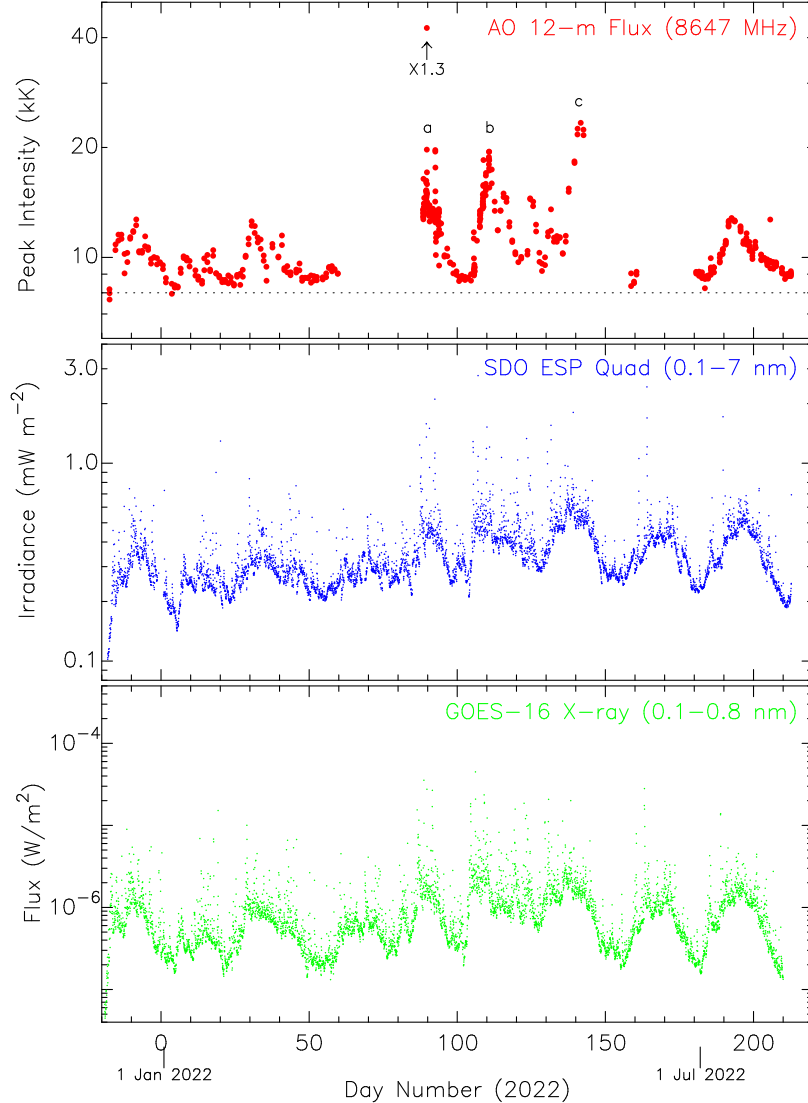 AO 12-m Flux (8647 MHz)
40
X1.3
a
b
c
20
10
Peak Intensity (kK)
SDO ESP Quad (0.1-7 nm)
3.0
1.0
0.1
Irradiance (mW m⁻²)
GOES-16 X-ray (0.1-0.8 nm)
10⁻⁴
10⁻⁶
Flux (W/m²)
0 50 100 150 200
1 Jan 2022 1 Jul 2022
Day Number (2022)